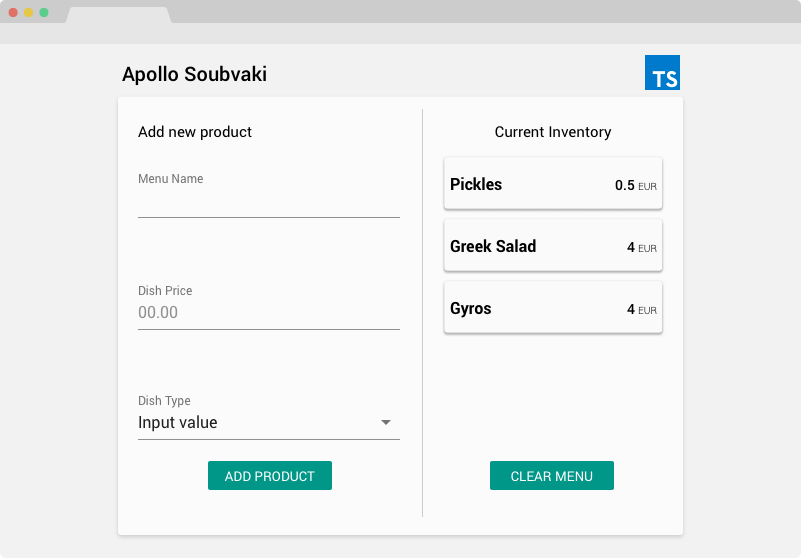 Apollo Soubvaki
TS
Add new product
Menu Name
Dish Price
00.00
Dish Type
Input value
ADD PRODUCT
Current Inventory
Pickles 0.5 EUR
Greek Salad 4 EUR
Gyros 4 EUR
CLEAR MENU